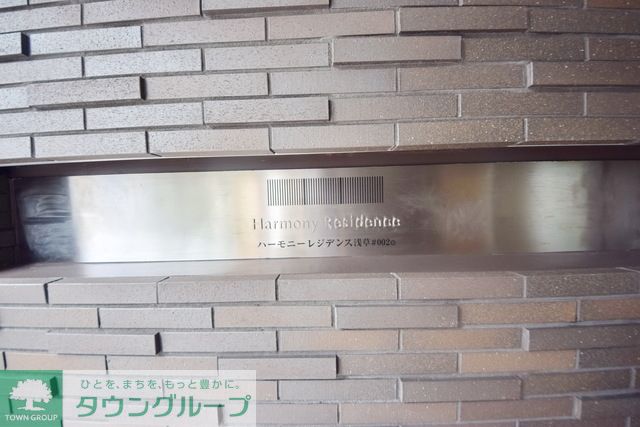 Harmony Residence
ハーモニーレジデンス浅草#002o
ひとを、まちを、もっと豊かに。
タウングループ
TOWN GROUP